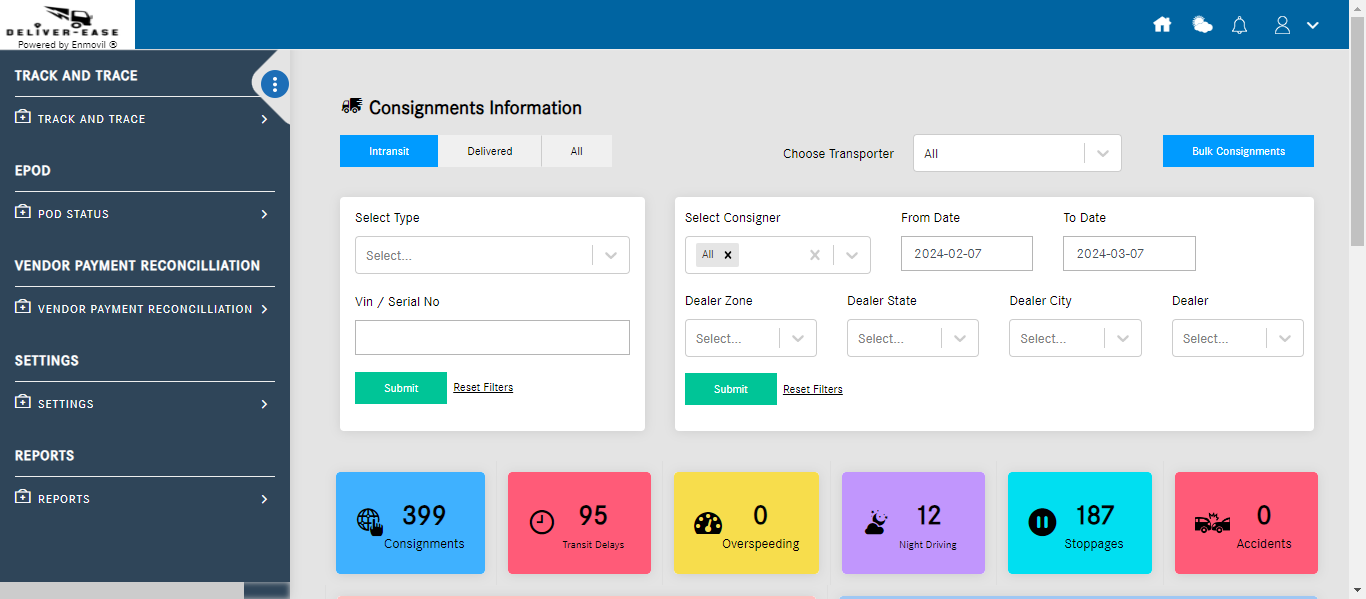 DELIVER-EASE
Powered by Enmovil ®
TRACK AND TRACE
TRACK AND TRACE
EPOD
POD STATUS
VENDOR PAYMENT RECONCILLIATION
VENDOR PAYMENT RECONCILLIATION
SETTINGS
SETTINGS
REPORTS
REPORTS
Consignments Information
Intransit Delivered All
Choose Transporter All
Bulk Consignments
Select Type
Select...
Vin / Serial No
Submit Reset Filters
Select Consigner From Date To Date
All 2024-02-07 2024-03-07
Dealer Zone Dealer State Dealer City Dealer
Select... Select... Select... Select...
Submit Reset Filters
399 95 0 12 187 0
Consignments Transit Delays Overspeeding Night Driving Stoppages Accidents